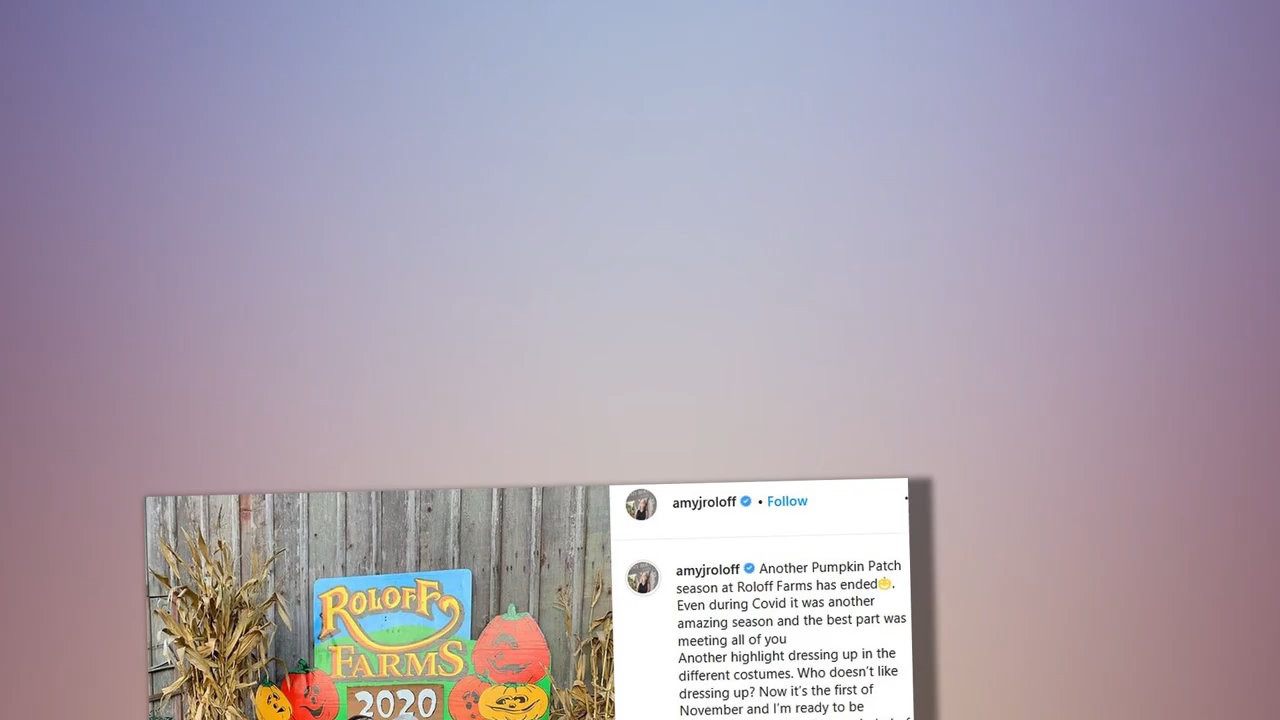 ROLOFF
FARMS
2020
amyjroloff • Follow
amyjroloff Another Pumpkin Patch
season at Roloff Farms has ended🎃.
Even during Covid it was another
amazing season and the best part was
meeting all of you
Another highlight dressing up in the
different costumes. Who doesn't like
dressing up? Now it's the first of
November and I'm ready to be